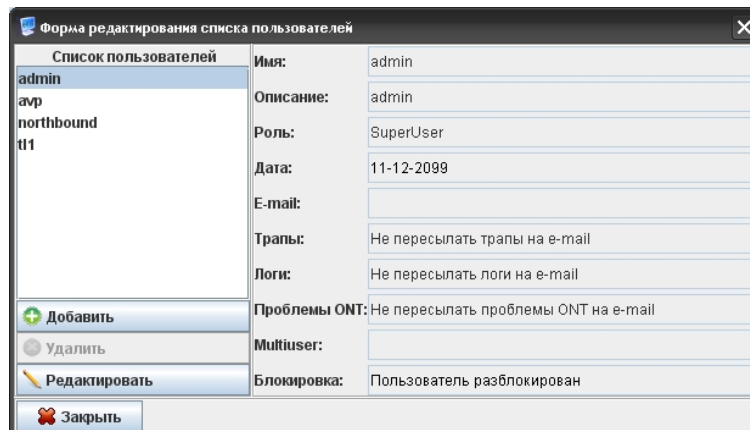 Форма редактирования списка пользователей
Список пользователей
admin
avp
northbound
tl1
Добавить
Удалить
Редактировать
Имя: admin
Описание: admin
Роль: SuperUser
Дата: 11-12-2099
E-mail:
Трапы: Не пересылать трапы на e-mail
Логи: Не пересылать логи на e-mail
Проблемы ONT: Не пересылать проблемы ONT на e-mail
Multiuser:
Блокировка: Пользователь разблокирован
Закрыть